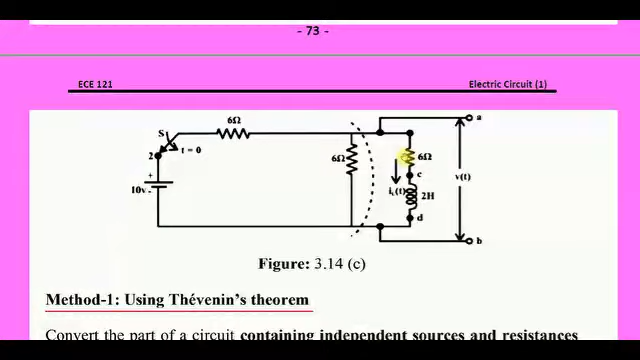 - 73 -
ECE 121 Electric Circuit (1)
S
6Ω
a
2
t = 0
6Ω
6Ω
c
v(t)
+
10v -
i_L(t)
2H
d
b
Figure: 3.14 (c)
Method-1: Using Thévenin's theorem
Convert the part of a circuit containing independent sources and resistances